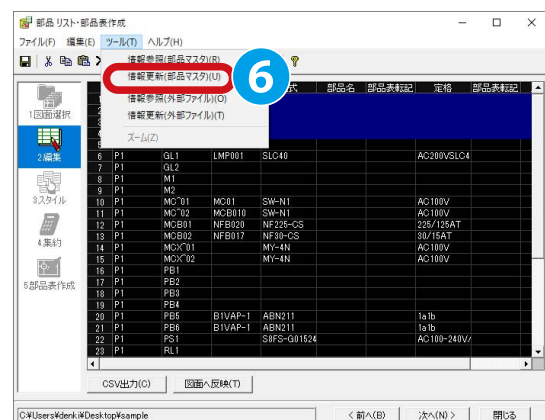 部品 リスト・部品表作成
ファイル(F) 編集(E) ツール(T) ヘルプ(H)
情報参照(部品マスタ)(R)
情報更新(部品マスタ)(U)
情報参照(外部ファイル)(O)
情報更新(外部ファイル)(T)
ズーム(Z)
6
式 部品名 部品表転記 定格 部品表転記
1図面選択
2.編集
3.スタイル
4.集約
5部品表作成
6 P1 GL1 LMP001 SLC40 AC200VSLC4
7 P1 GL2
8 P1 M1
9 P1 M2
10 P1 MC^01 MC01 SW-N1 AC100V
11 P1 MC^02 MCB010 SW-N1 AC100V
12 P1 MCB01 NFB020 NF225-CS 225/125AT
13 P1 MCB02 NFB017 NF30-CS 30/15AT
14 P1 MCX^01 MY-4N AC100V
15 P1 MCX^02 MY-4N AC100V
16 P1 PB1
17 P1 PB2
18 P1 PB3
19 P1 PB4
20 P1 PB5 B1VAP-1 ABN211 1a1b
21 P1 PB6 B1VAP-1 ABN211 1a1b
22 P1 PS1 S8FS-G01524 AC100-240V/
23 P1 RL1
CSV出力(C) 図面へ反映(T)
C:¥Users¥denki¥Desktop¥sample
< 前へ(B) 次へ(N) > 閉じる